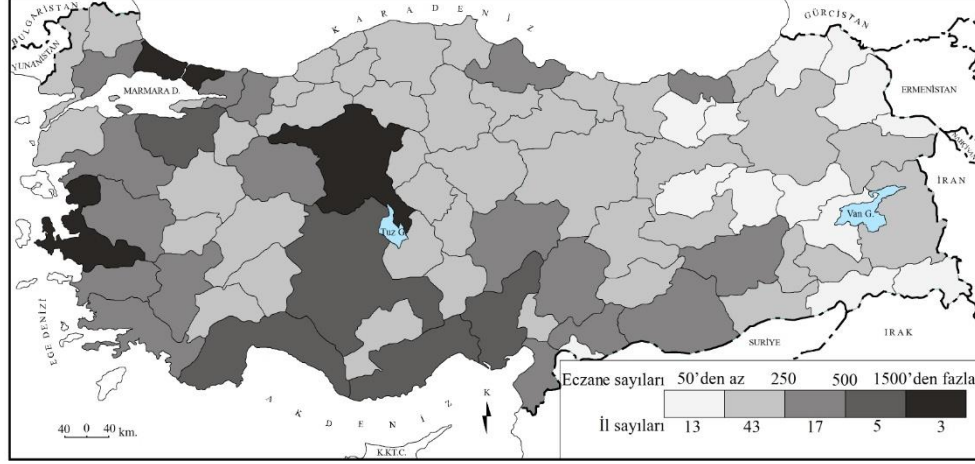 K A R A D E N İ Z
BULGARİSTAN
YUNANİSTAN
GÜRCİSTAN
MARMARA D.
ERMENİSTAN
NAHÇIVAN
İRAN
Tuz G.
Van G.
EGE DENİZİ
SURİYE
IRAK
A K D E N İ Z
K
K.K.T.C.
40 0 40 km.
Eczane sayıları 50’den az 250 500 1500’den fazla
İl sayıları 13 43 17 5 3